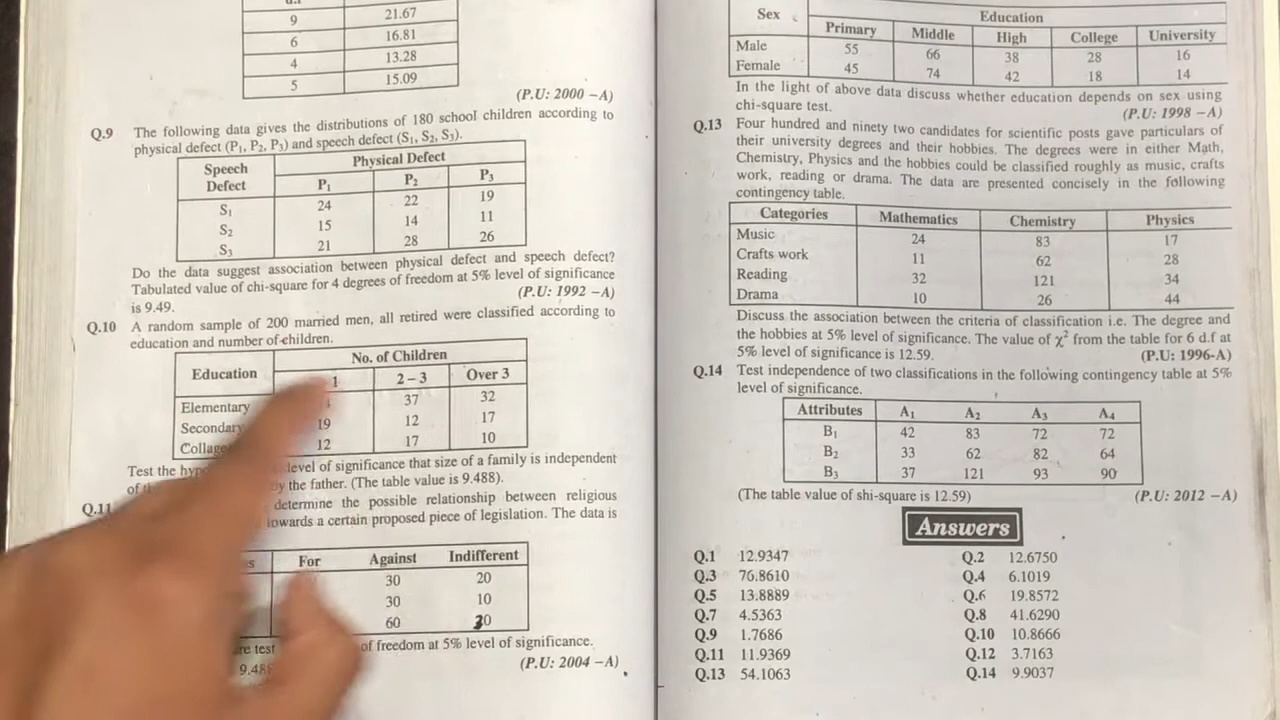 d.f
9 21.67
6 16.81
4 13.28
5 15.09
(P.U: 2000 –A)
Q.9 The following data gives the distributions of 180 school children according to
physical defect (P₁, P₂, P₃) and speech defect (S₁, S₂, S₃).
Speech Defect Physical Defect
P₁ P₂ P₃
S₁ 24 22 19
S₂ 15 14 11
S₃ 21 28 26
Do the data suggest association between physical defect and speech defect?
Tabulated value of chi-square for 4 degrees of freedom at 5% level of significance
is 9.49. (P.U: 1992 –A)
Q.10 A random sample of 200 married men, all retired were classified according to
education and number of children.
Education No. of Children
1 2 – 3 Over 3
Elementary 37 32
Secondary 19 12 17
Collage 12 17 10
Test the level of significance that size of a family is independent
of by the father. (The table value is 9.488).
Q.11 determine the possible relationship between religious
towards a certain proposed piece of legislation. The data is
For Against Indifferent
30 20
30 10
60 30
test of freedom at 5% level of significance.
9.488 (P.U: 2004 –A)
Sex Education
Primary Middle High College University
Male 55 66 38 28 16
Female 45 74 42 18 14
In the light of above data discuss whether education depends on sex using
chi-square test. (P.U: 1998 –A)
Q.13 Four hundred and ninety two candidates for scientific posts gave particulars of
their university degrees and their hobbies. The degrees were in either Math,
Chemistry, Physics and the hobbies could be classified roughly as music, crafts
work, reading or drama. The data are presented concisely in the following
contingency table.
Categories Mathematics Chemistry Physics
Music 24 83 17
Crafts work 11 62 28
Reading 32 121 34
Drama 10 26 44
Discuss the association between the criteria of classification i.e. The degree and
the hobbies at 5% level of significance. The value of χ² from the table for 6 d.f at
5% level of significance is 12.59. (P.U: 1996-A)
Q.14 Test independence of two classifications in the following contingency table at 5%
level of significance.
Attributes A₁ A₂ A₃ A₄
B₁ 42 83 72 72
B₂ 33 62 82 64
B₃ 37 121 93 90
(The table value of shi-square is 12.59) (P.U: 2012 –A)
Answers
Q.1 12.9347 Q.2 12.6750
Q.3 76.8610 Q.4 6.1019
Q.5 13.8889 Q.6 19.8572
Q.7 4.5363 Q.8 41.6290
Q.9 1.7686 Q.10 10.8666
Q.11 11.9369 Q.12 3.7163
Q.13 54.1063 Q.14 9.9037